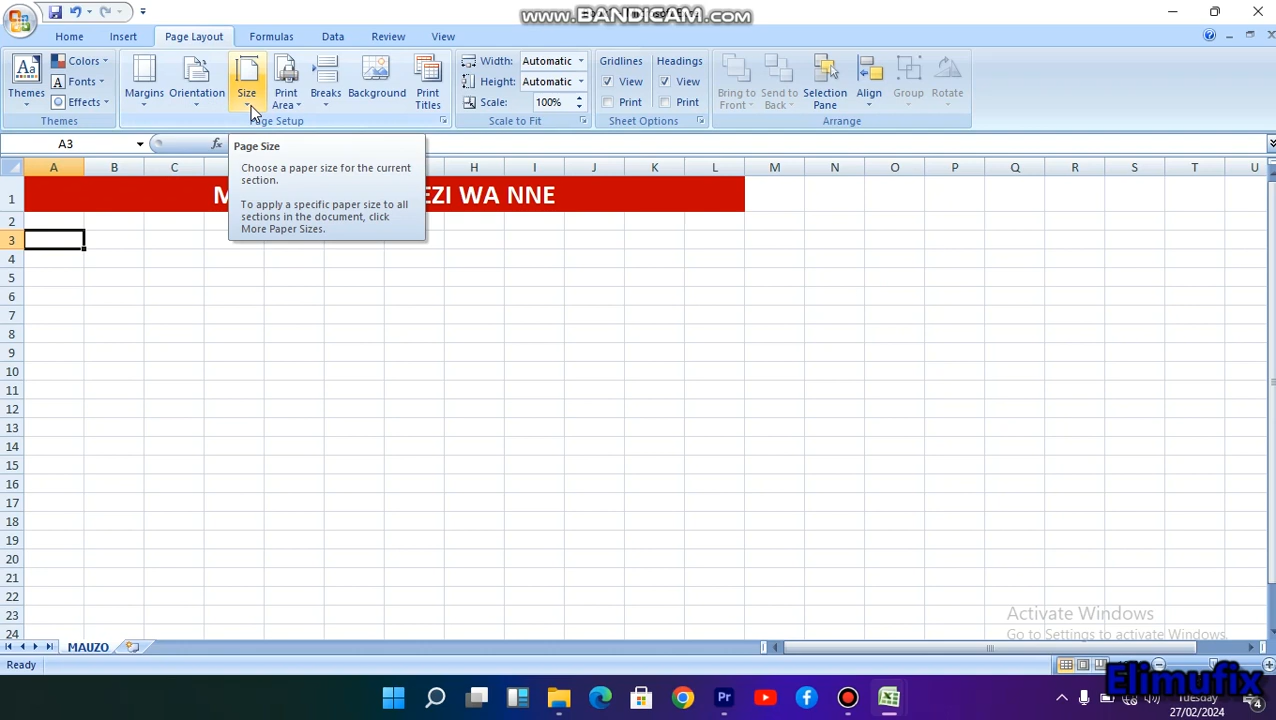 www.BANDICAM.com
Home Insert Page Layout Formulas Data Review View
Themes
Colors
Fonts
Effects
Themes
Margins
Orientation
Size
Print Area
Breaks
Background
Print Titles
Page Setup
Width: Automatic
Height: Automatic
Scale: 100%
Scale to Fit
Gridlines
View
Print
Headings
View
Print
Sheet Options
Bring to Front
Send to Back
Selection Pane
Align
Group
Rotate
Arrange
A3
fx
Page Size
Choose a paper size for the current
section.
To apply a specific paper size to all
sections in the document, click
More Paper Sizes.
A B C H I J K L M N O P Q R S T U
1
EZI WA NNE
2
3
4
5
6
7
8
9
10
11
12
13
14
15
16
17
18
19
20
21
22
23
24
Activate Windows
Go to Settings to activate Windows.
MAUZO
Ready
Elimufix
Pr
Tuesday
27/02/2024
4